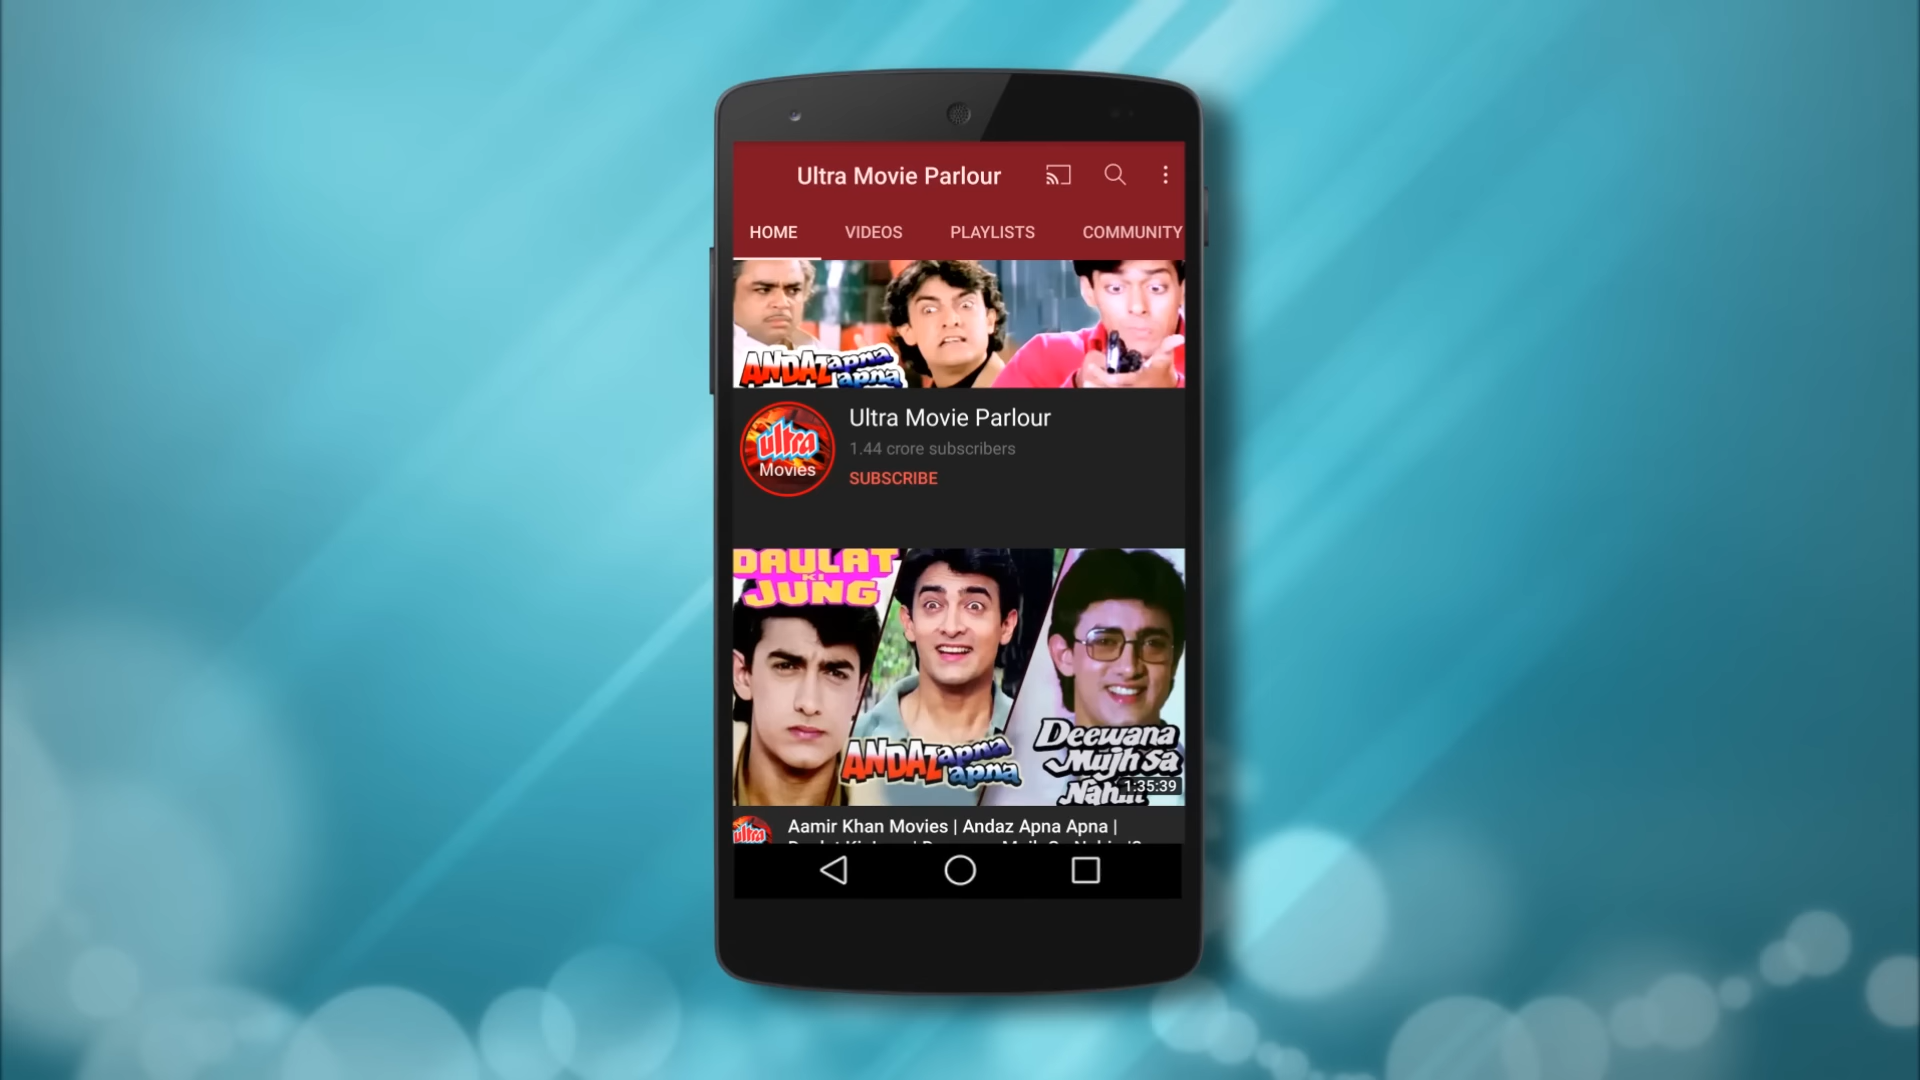 Ultra Movie Parlour
HOME VIDEOS PLAYLISTS COMMUNITY
ANDAZ apna apna
ultra Movies
Ultra Movie Parlour
1.44 crore subscribers
SUBSCRIBE
DAULAT
KI
JUNG
ANDAZ apna apna
Deewana
Mujh Sa
1:35:39
ultra
Aamir Khan Movies | Andaz Apna Apna |